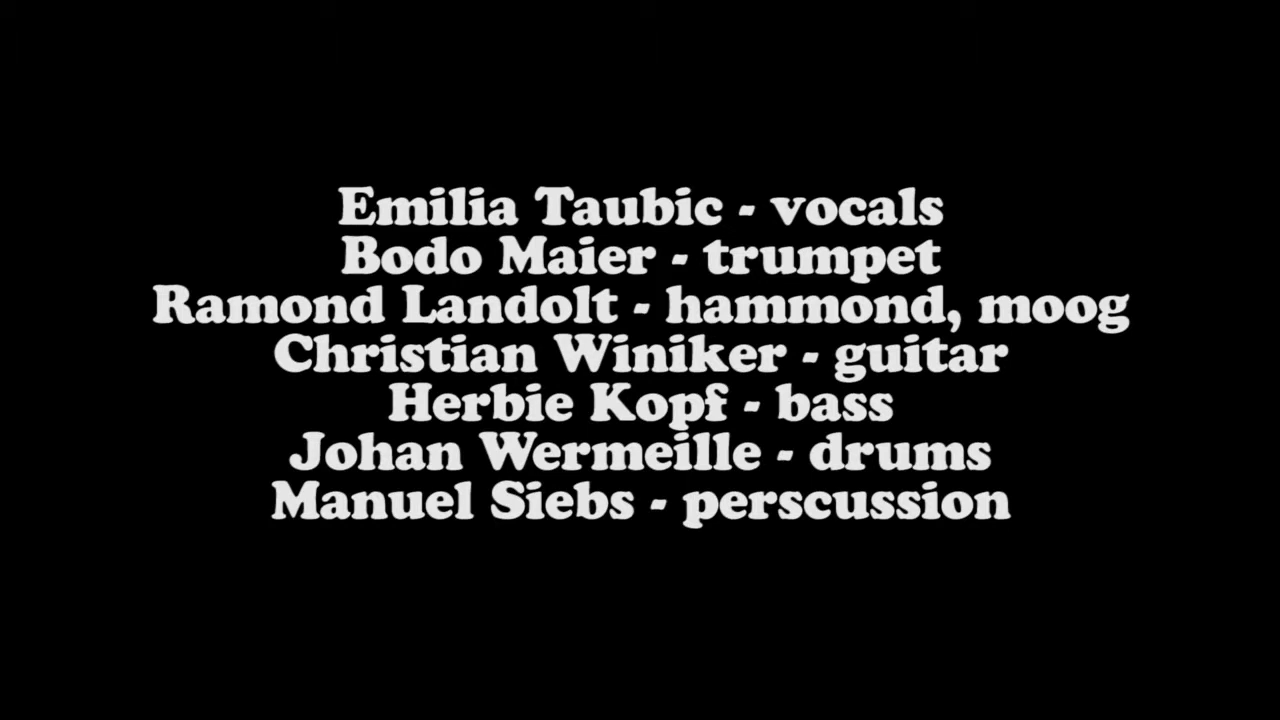 Emilia Taubic - vocals
Bodo Maier - trumpet
Ramond Landolt - hammond, moog
Christian Winiker - guitar
Herbie Kopf - bass
Johan Wermeille - drums
Manuel Siebs - perscussion